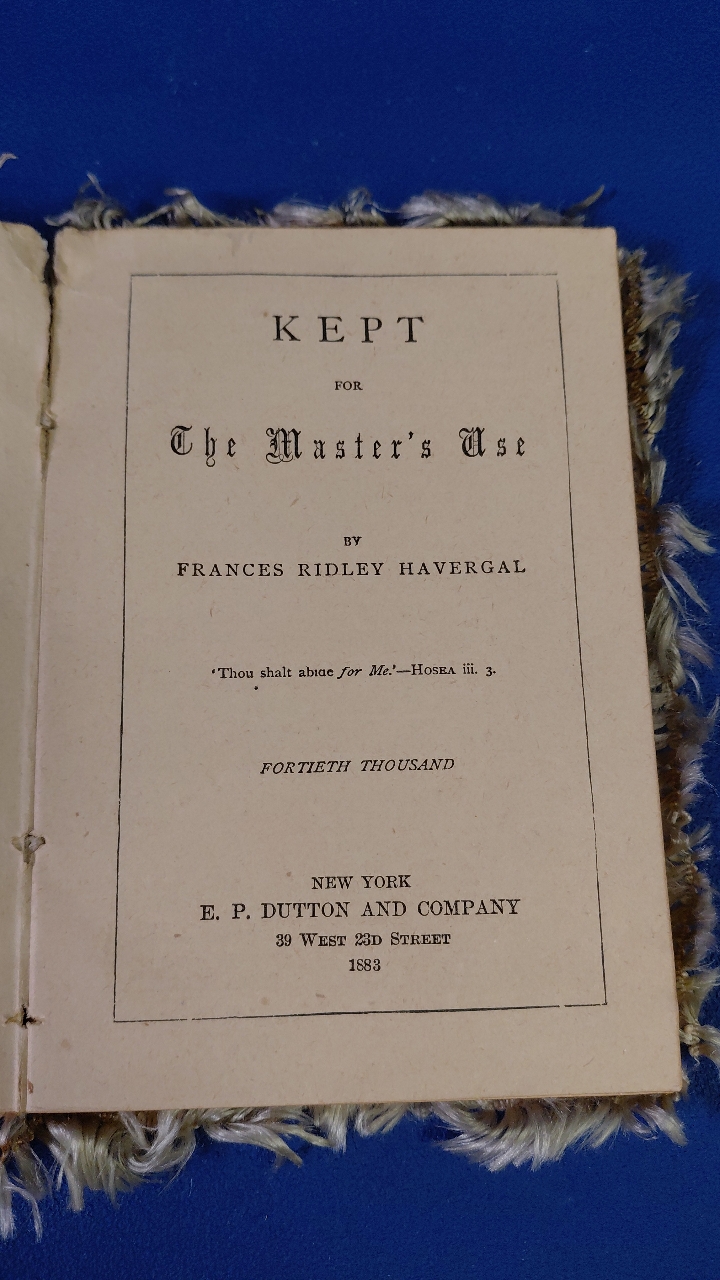 KEPT
FOR
The Master's Use
BY
FRANCES RIDLEY HAVERGAL
'Thou shalt abide for Me.'—HOSEA iii. 3.
FORTIETH THOUSAND
NEW YORK
E. P. DUTTON AND COMPANY
39 WEST 23D STREET
1883